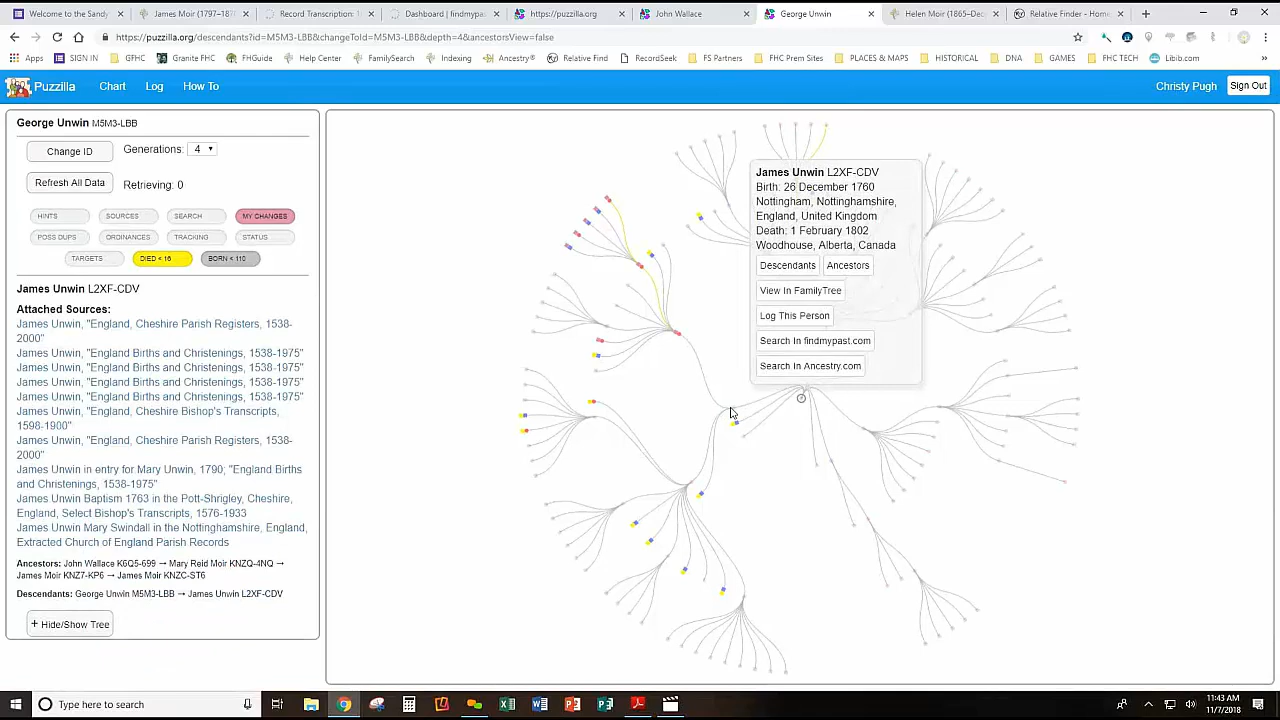 Welcome to the Sandy
James Moir (1797–187
Record Transcription:
Dashboard | findmypa
https://puzzilla.org
John Wallace
George Unwin
Helen Moir (1865–Dec
Relative Finder - Home
https://puzzilla.org/descendants?id=M5M3-LBB&changeToId=M5M3-LBB&depth=4&ancestorsView=false
Apps SIGN IN GFHC Granite FHC FHGuide Help Center FamilySearch Indexing Ancestry® Relative Find RecordSeek FS Partners FHC Prem Sites PLACES & MAPS HISTORICAL DNA GAMES FHC TECH Libib.com
Puzzilla Chart Log How To Christy Pugh Sign Out
George Unwin M5M3-LBB
Change ID Generations: 4
Refresh All Data Retrieving: 0
HINTS SOURCES SEARCH MY CHANGES
POSS DUPS ORDINANCES TRACKING STATUS
TARGETS DIED < 16 BORN < 110
James Unwin L2XF-CDV
Attached Sources:
James Unwin, "England, Cheshire Parish Registers, 1538-
2000"
James Unwin, "England Births and Christenings, 1538-1975"
James Unwin, "England Births and Christenings, 1538-1975"
James Unwin, "England Births and Christenings, 1538-1975"
James Unwin, "England Births and Christenings, 1538-1975"
James Unwin, "England, Cheshire Bishop's Transcripts,
1598-1900"
James Unwin, "England, Cheshire Parish Registers, 1538-
2000"
James Unwin in entry for Mary Unwin, 1790; "England Births
and Christenings, 1538-1975"
James Unwin Baptism 1763 in the Pott-Shrigley, Cheshire,
England, Select Bishop's Transcripts, 1576-1933
James Unwin Mary Swindall in the Nottinghamshire, England,
Extracted Church of England Parish Records
Ancestors: John Wallace K6Q5-699 → Mary Reid Moir KNZQ-4NQ →
James Moir KNZ7-KP6 → James Moir KNZC-ST6
Descendants: George Unwin M5M3-LBB → James Unwin L2XF-CDV
+ Hide/Show Tree
James Unwin L2XF-CDV
Birth: 26 December 1760
Nottingham, Nottinghamshire,
England, United Kingdom
Death: 1 February 1802
Woodhouse, Alberta, Canada
Descendants Ancestors
View In FamilyTree
Log This Person
Search In findmypast.com
Search In Ancestry.com
Type here to search
11:43 AM
11/7/2018